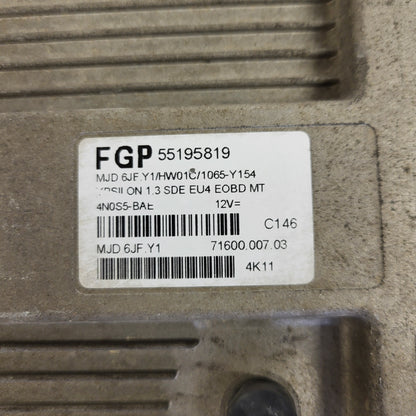 FGP 55195819
MJD 6JF.Y1/HW01C/1065-Y154
YPSILON 1.3 SDE EU4 EOBD MT
4N0S5-BAE 12V=
C146
MJD 6JF.Y1 71600.007.03
4K11